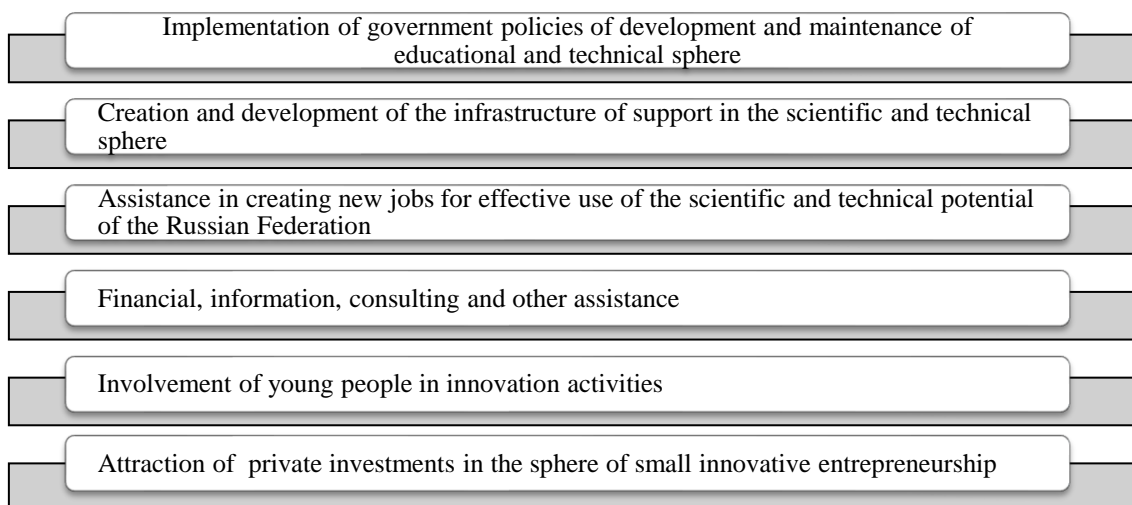 Implementation of government policies of development and maintenance of
educational and technical sphere
Creation and development of the infrastructure of support in the scientific and technical
sphere
Assistance in creating new jobs for effective use of the scientific and technical potential
of the Russian Federation
Financial, information, consulting and other assistance
Involvement of young people in innovation activities
Attraction of private investments in the sphere of small innovative entrepreneurship